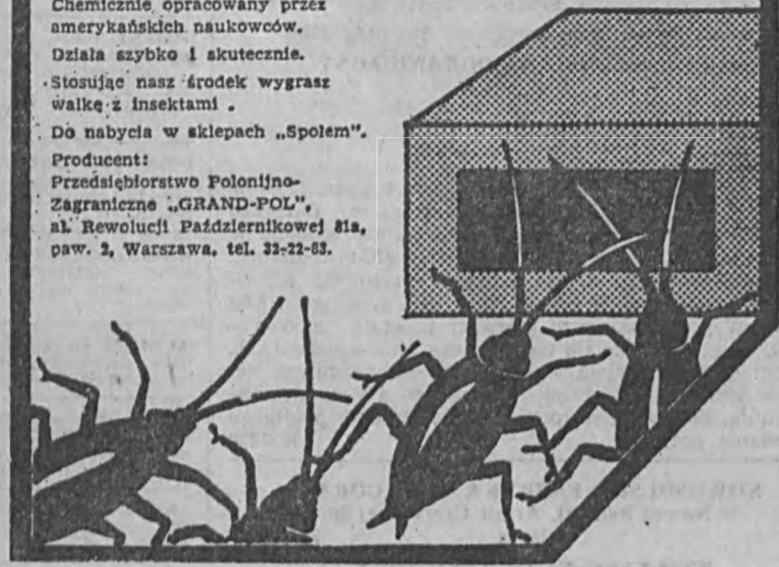 Chemicznie opracowany przez
amerykańskich naukowców.
Działa szybko i skutecznie.
Stosując nasz środek wygrasz
walkę z insektami .
Do nabycia w sklepach „Społem".
Producent:
Przedsiębiorstwo Polonijno-
Zagraniczne „GRAND-POL",
al. Rewolucji Październikowej 81a,
paw. 2, Warszawa, tel. 32-22-83.